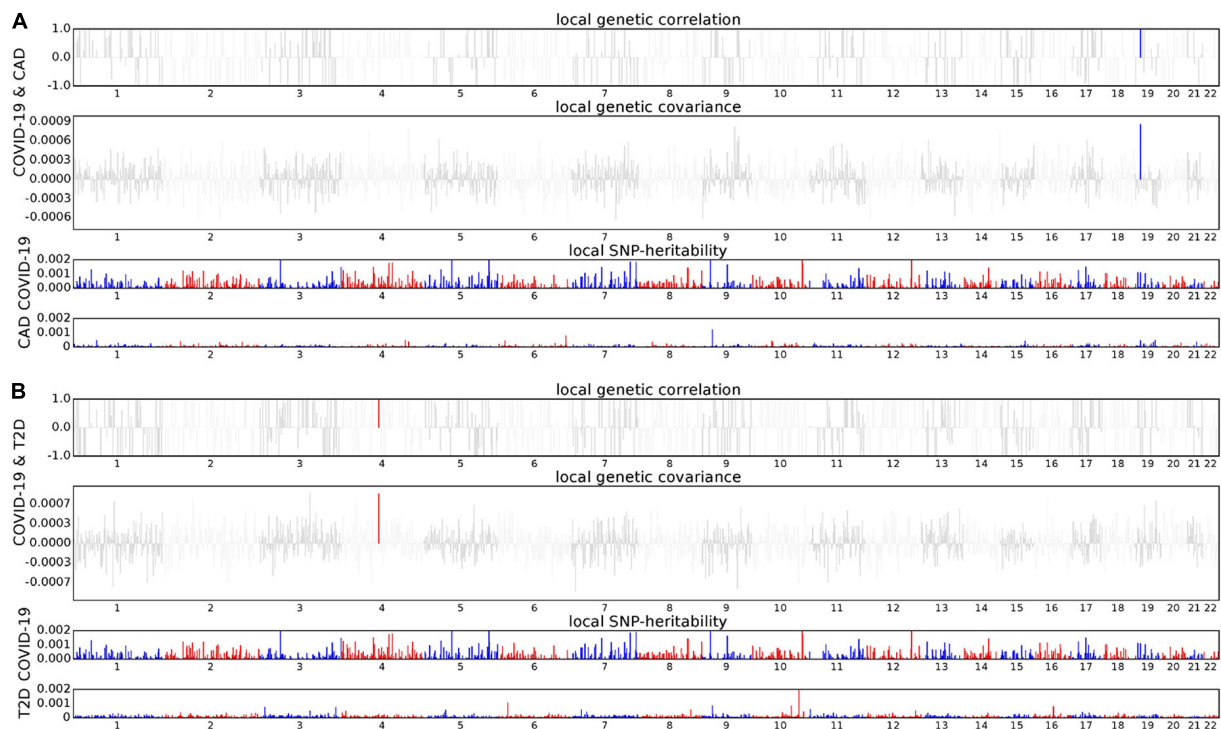 A
local genetic correlation
COVID-19 & CAD
1.0
0.0
-1.0
1 2 3 4 5 6 7 8 9 10 11 12 13 14 15 16 17 18 19 20 21 22
local genetic covariance
0.0009
0.0006
0.0003
0.0000
-0.0003
-0.0006
1 2 3 4 5 6 7 8 9 10 11 12 13 14 15 16 17 18 19 20 21 22
local SNP-heritability
CAD COVID-19
0.002
0.001
0.000
1 2 3 4 5 6 7 8 9 10 11 12 13 14 15 16 17 18 19 20 21 22
0.002
0.001
0
1 2 3 4 5 6 7 8 9 10 11 12 13 14 15 16 17 18 19 20 21 22
B
local genetic correlation
COVID-19 & T2D
1.0
0.0
-1.0
1 2 3 4 5 6 7 8 9 10 11 12 13 14 15 16 17 18 19 20 21 22
local genetic covariance
0.0007
0.0003
0.0000
-0.0003
-0.0007
1 2 3 4 5 6 7 8 9 10 11 12 13 14 15 16 17 18 19 20 21 22
local SNP-heritability
T2D COVID-19
0.002
0.001
0.000
1 2 3 4 5 6 7 8 9 10 11 12 13 14 15 16 17 18 19 20 21 22
0.002
0.001
0
1 2 3 4 5 6 7 8 9 10 11 12 13 14 15 16 17 18 19 20 21 22